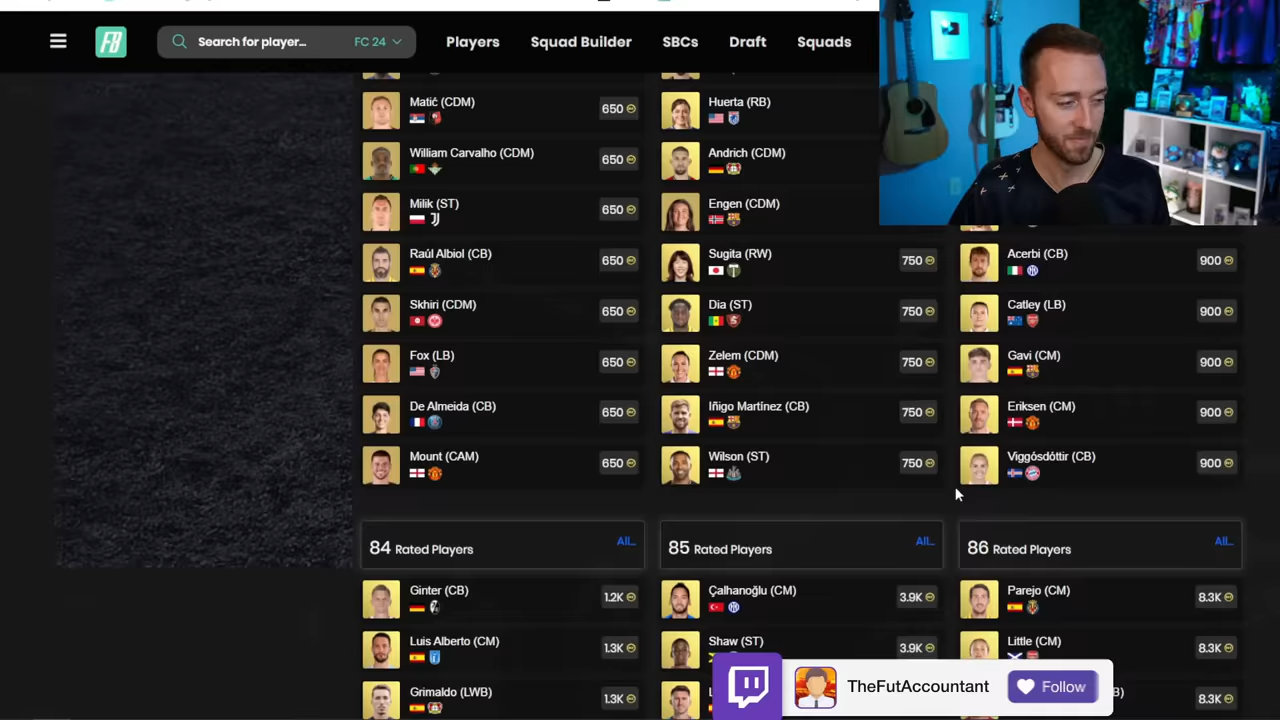 FB
Search for player...
FC 24
Players
Squad Builder
SBCs
Draft
Squads
Matić (CDM)
650
William Carvalho (CDM)
650
Milik (ST)
650
Raúl Albiol (CB)
650
Skhiri (CDM)
650
Fox (LB)
650
De Almeida (CB)
650
Mount (CAM)
650
Huerta (RB)
Andrich (CDM)
Engen (CDM)
Sugita (RW)
750
Dia (ST)
750
Zelem (CDM)
750
Iñigo Martínez (CB)
750
Wilson (ST)
750
Acerbi (CB)
900
Catley (LB)
900
Gavi (CM)
900
Eriksen (CM)
900
Viggósdóttir (CB)
900
84 Rated Players
All..
Ginter (CB)
1.2K
Luis Alberto (CM)
1.3K
Grimaldo (LWB)
1.3K
85 Rated Players
All..
Çalhanoğlu (CM)
3.9K
Shaw (ST)
3.9K
86 Rated Players
All..
Parejo (CM)
8.3K
Little (CM)
8.3K
8.3K
TheFutAccountant
Follow